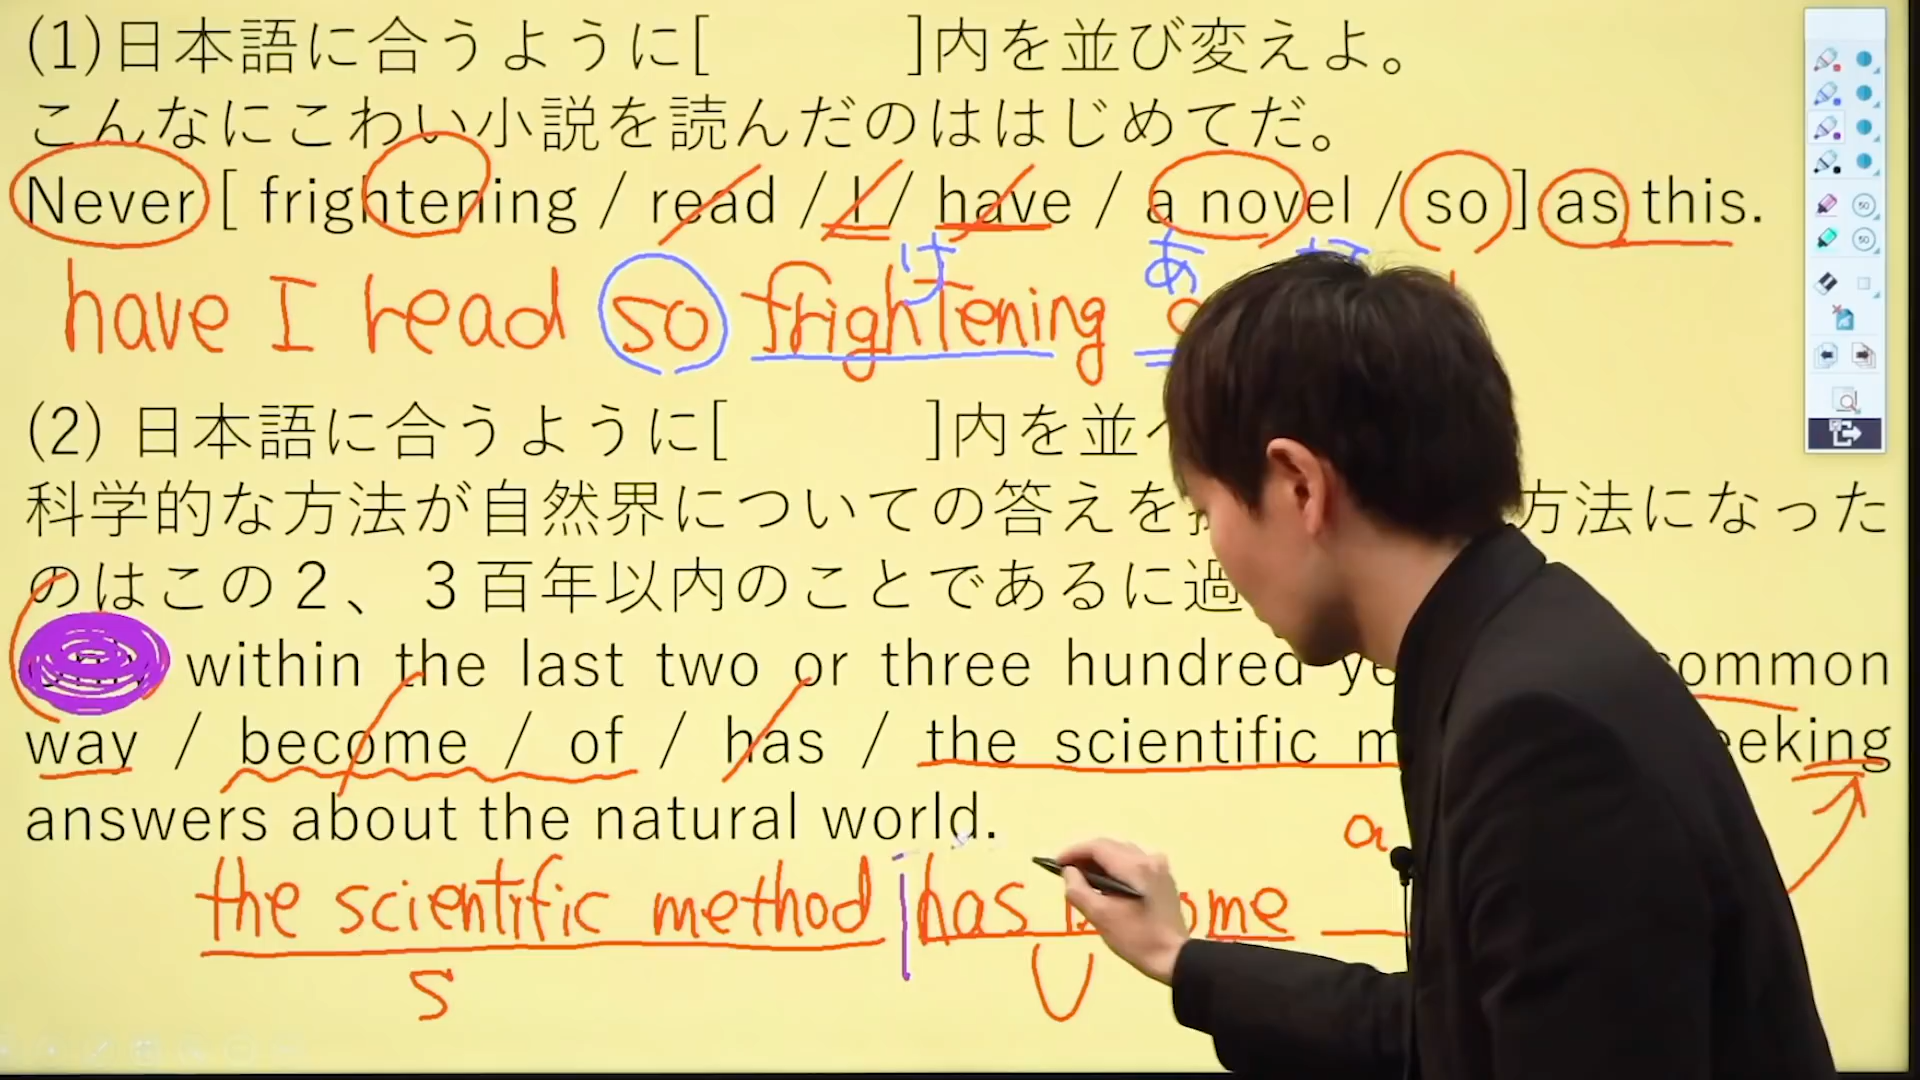 (1)日本語に合うように[ ]内を並び変えよ。
こんなにこわい小説を読んだのははじめてだ。
Never [ frightening / read / I / have / a novel / so ] as this.
け あ
have I read so frightening
(2) 日本語に合うように[ ]内を並
科学的な方法が自然界についての答えを 方法になった
のはこの２、３百年以内のことであるに過
within the last two or three hundred common
way / become / of / has / the scientific eeking
answers about the natural world.
a
the scientific method has ome
S V